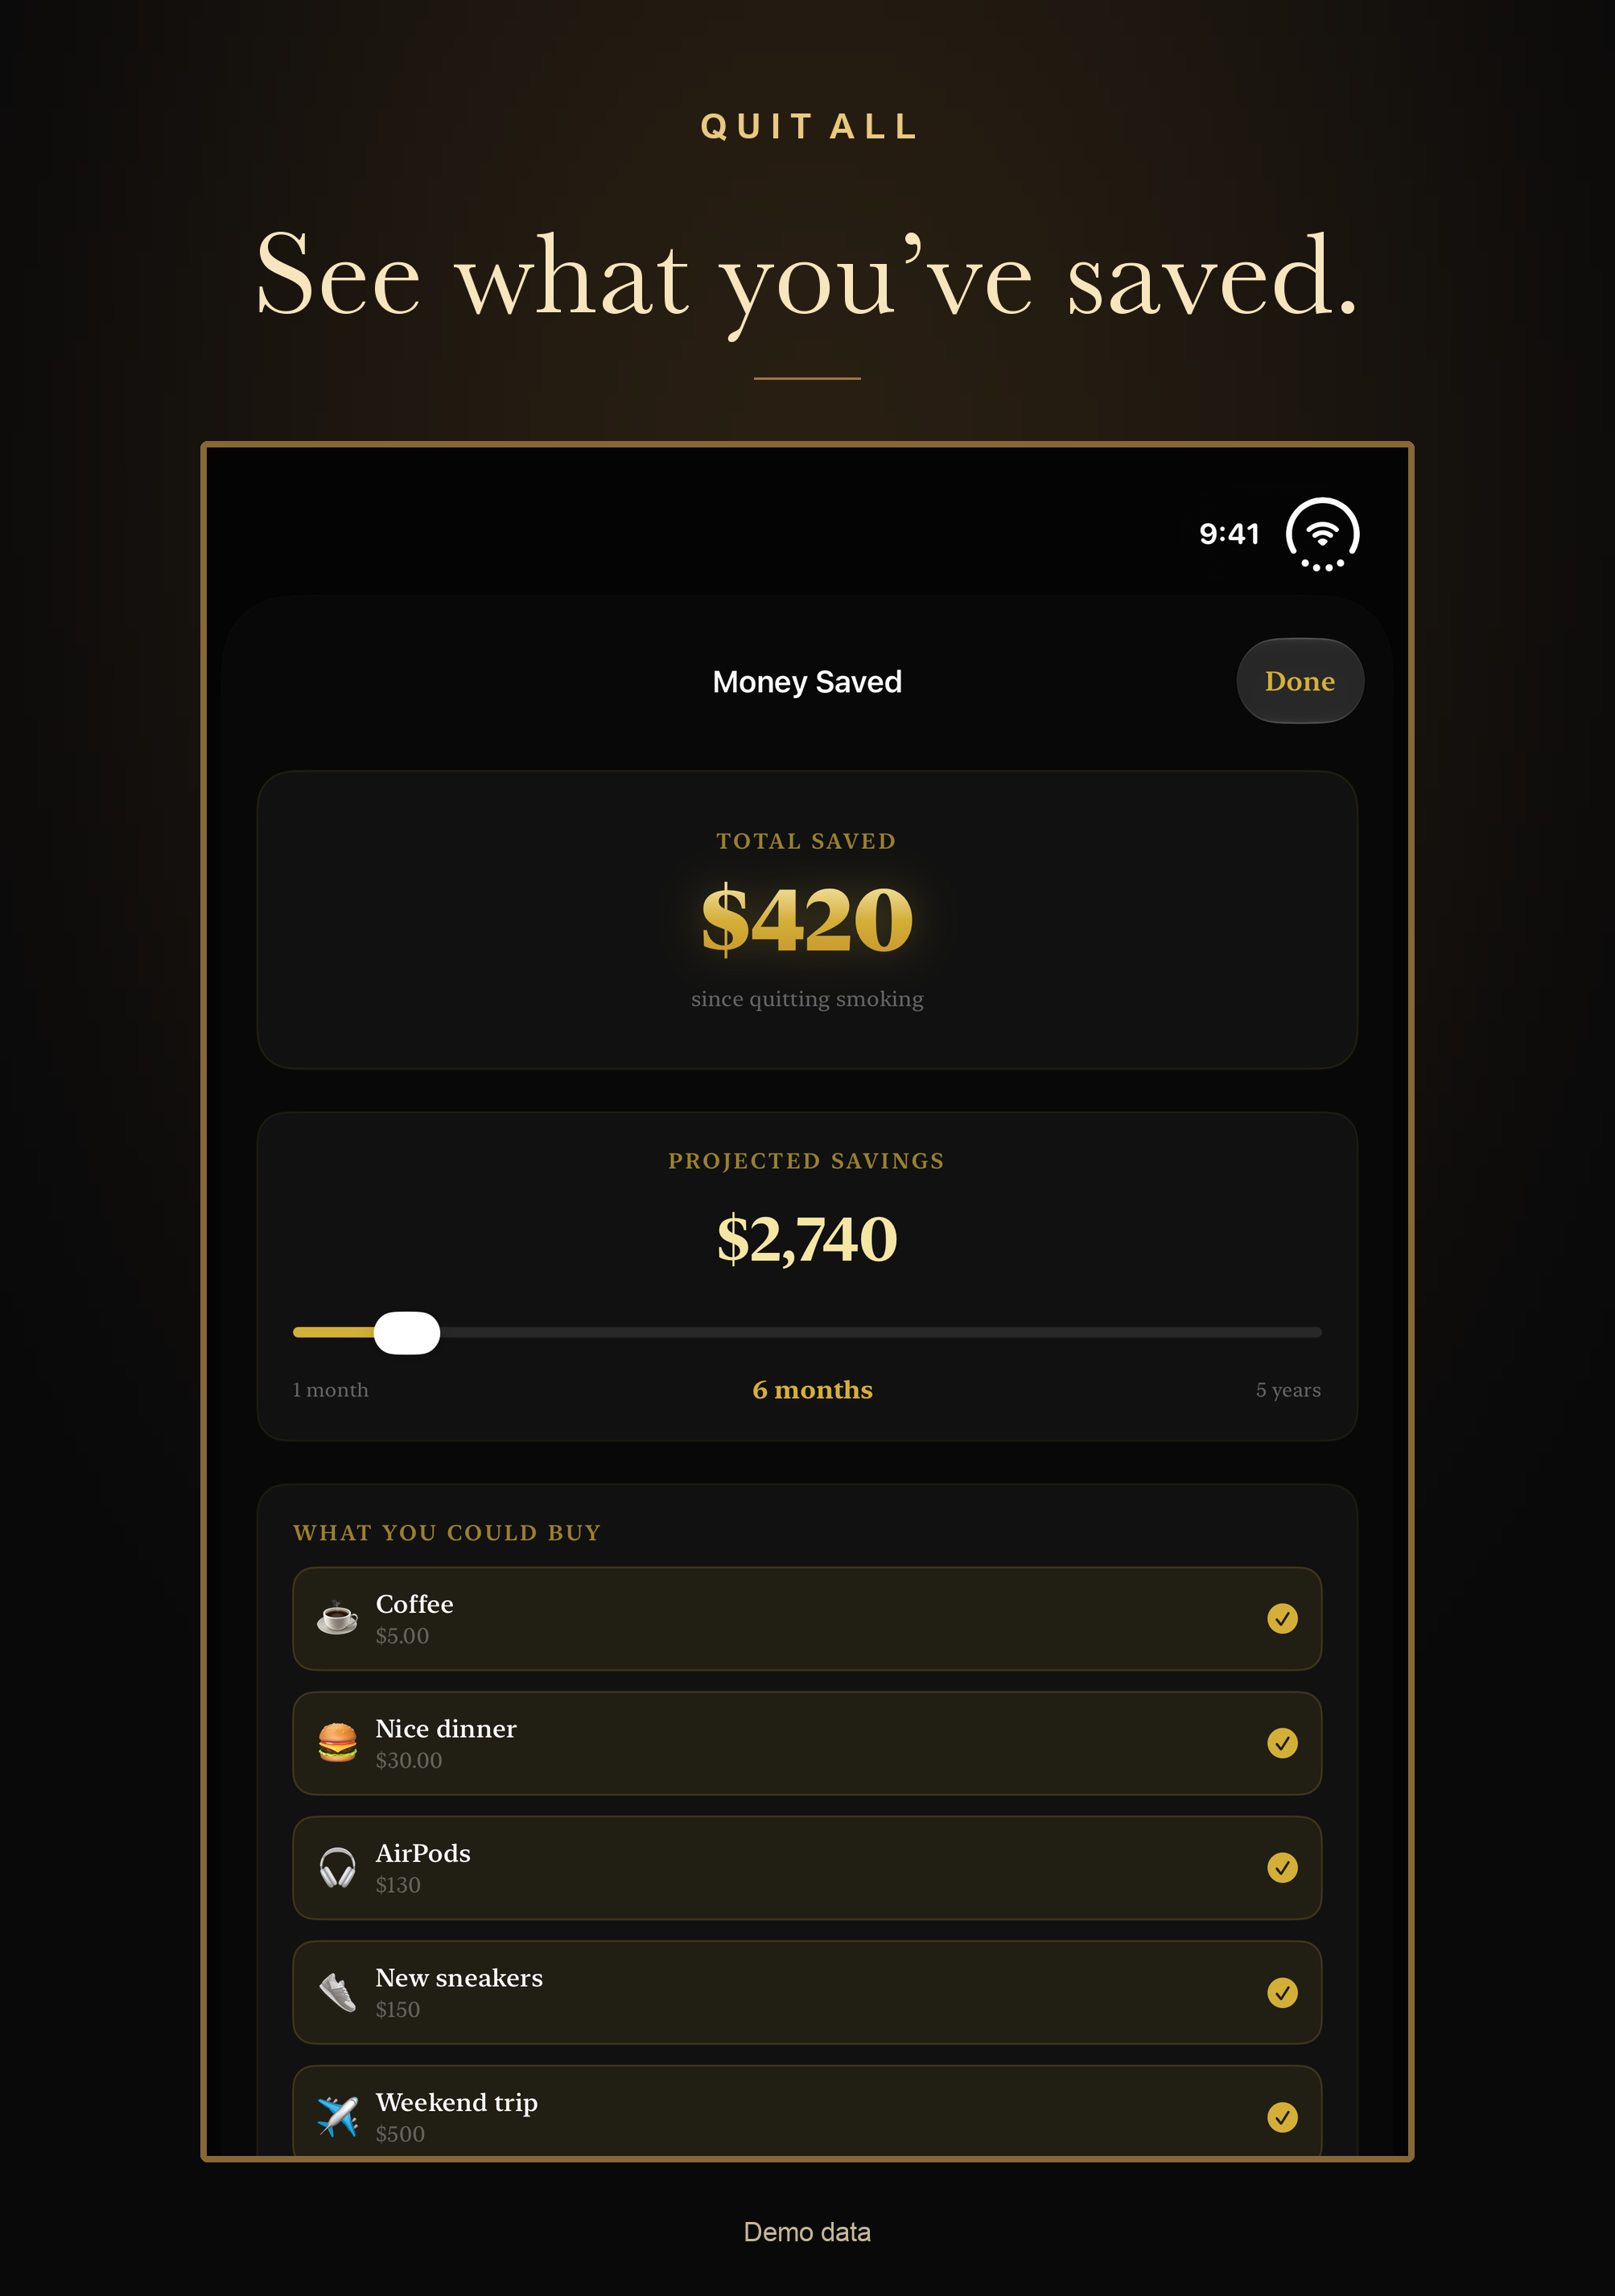 QUIT ALL
See what you’ve saved.
9:41
Money Saved
Done
TOTAL SAVED
$420
since quitting smoking
PROJECTED SAVINGS
$2,740
1 month
6 months
5 years
WHAT YOU COULD BUY
Coffee
$5.00
Nice dinner
$30.00
AirPods
$130
New sneakers
$150
Weekend trip
$500
Demo data